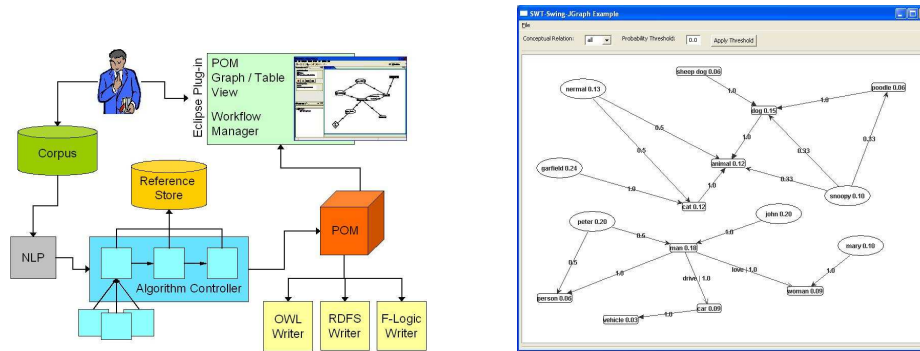 Eclipse Plug-in
POM
Graph / Table
View
Workflow
Manager
Corpus
Reference
Store
NLP
Algorithm Controller
POM
OWL
Writer
RDFS
Writer
F-Logic
Writer
SWT-Swing JGraph Example
File
Conceptual Relation:
all
Probability Threshold:
0.0
Apply Threshold
sheep dog 0.06
nermal 0.13
1.0
poodle 0.06
1.0
dog 0.15
0.5
0.33
0.5
1.0
0.33
animal 0.12
garfield 0.24
0.33
1.0
1.0
snoopy 0.10
cat 0.12
john 0.20
peter 0.20
0.5
1.0
mary 0.10
man 0.18
0.5
love | 1.0
1.0
1.0
drive | 1.0
woman 0.09
person 0.06
car 0.09
1.0
vehicle 0.03